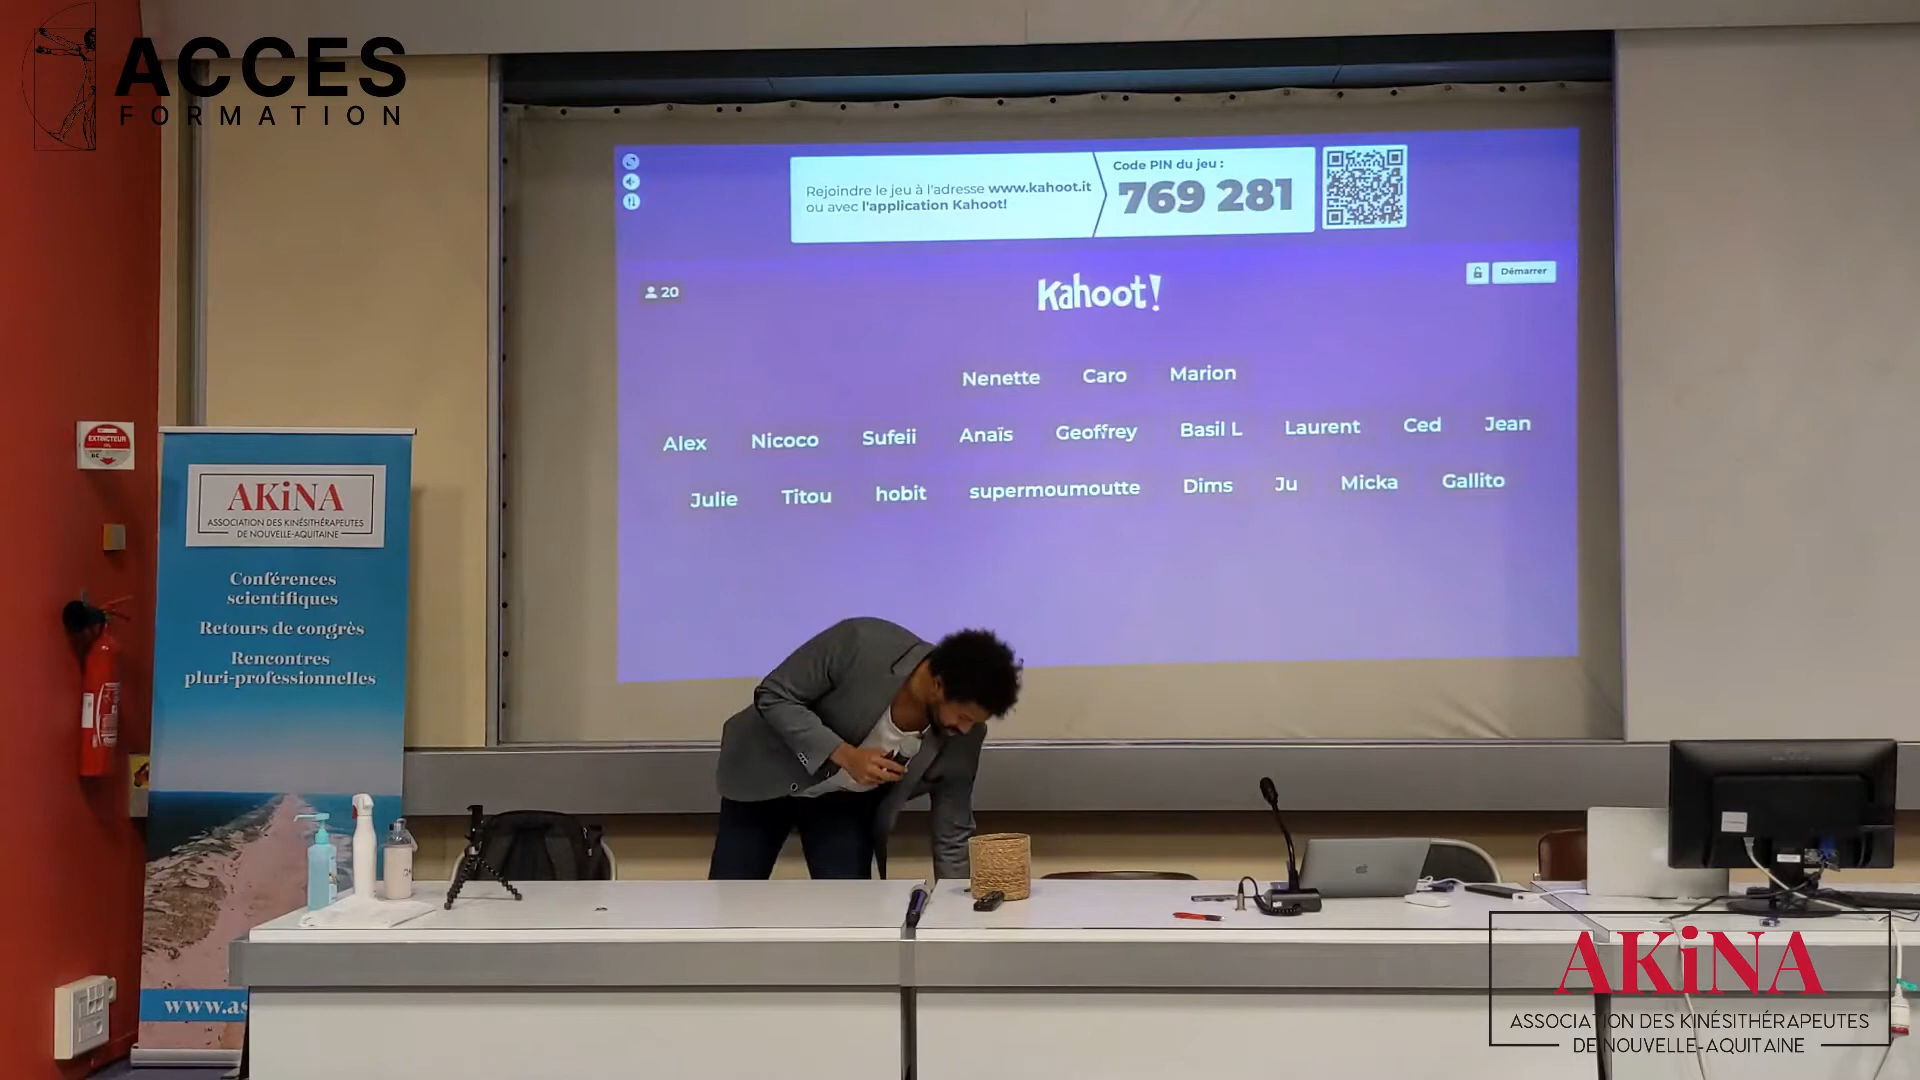 ACCES
FORMATION
Rejoindre le jeu à l'adresse www.kahoot.it
ou avec l'application Kahoot!
Code PIN du jeu :
769 281
20
Kahoot!
Démarrer
Nenette Caro Marion
Alex Nicoco Sufeii Anaïs Geoffrey Basil L Laurent Ced Jean
Julie Titou hobit supermoumoutte Dims Ju Micka Gallito
EXTINCTEUR
AKiNA
ASSOCIATION DES KINÉSITHÉRAPEUTES
DE NOUVELLE-AQUITAINE
Conférences
scientifiques
Retours de congrès
Rencontres
pluri-professionnelles
www.as
AKiNA
ASSOCIATION DES KINÉSITHÉRAPEUTES
DE NOUVELLE-AQUITAINE